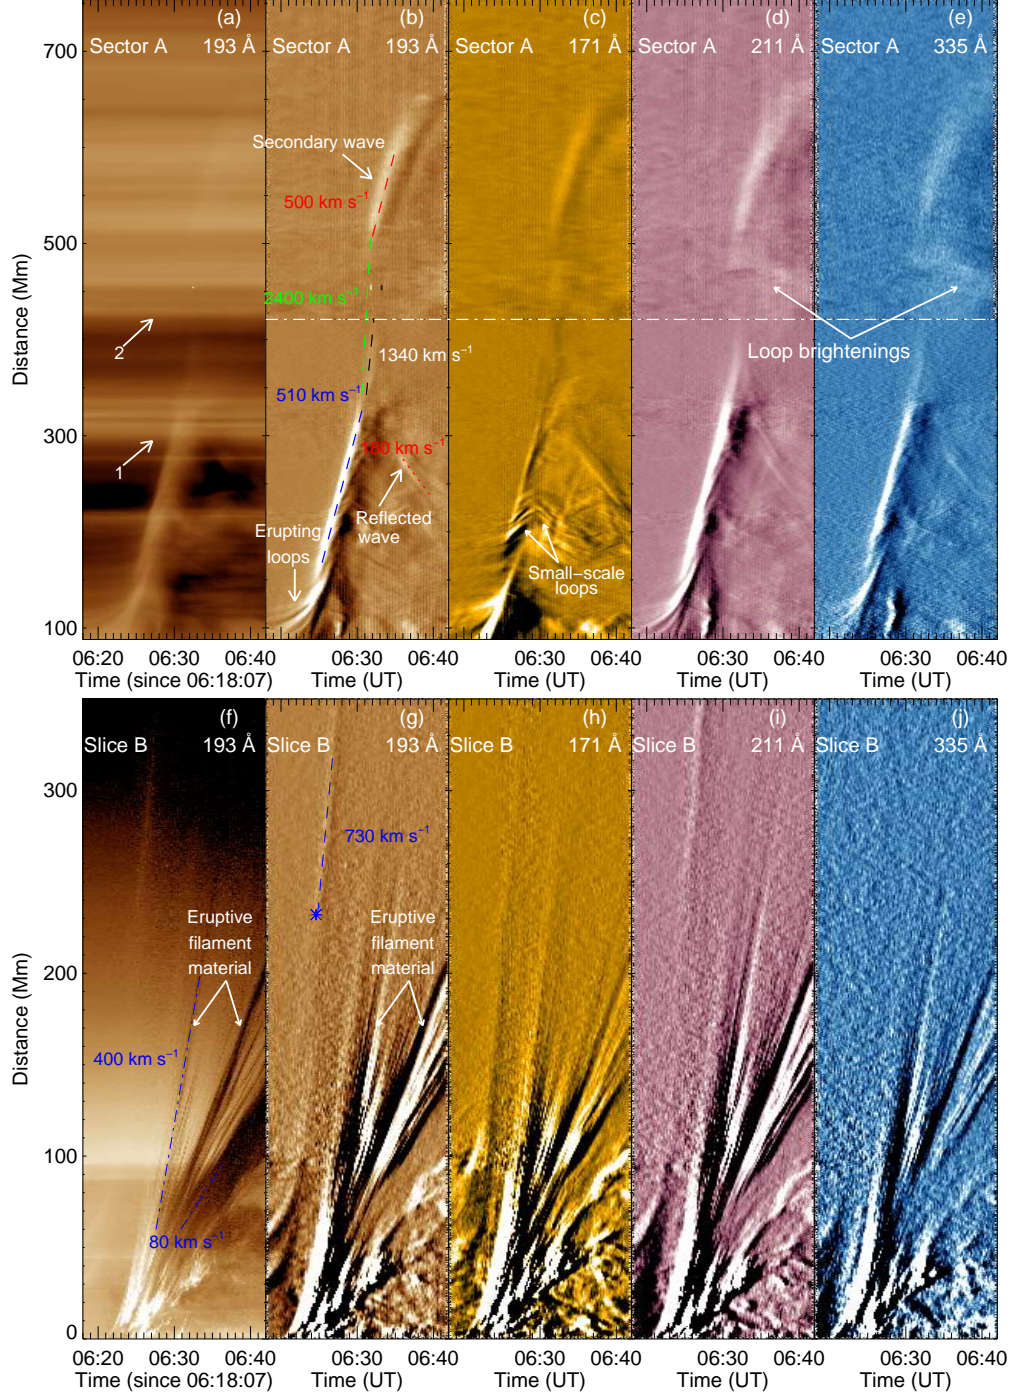 (a) (b) (c) (d) (e)
Sector A 193 Å Sector A 193 Å Sector A 171 Å Sector A 211 Å Sector A 335 Å
700
Secondary wave
500 km s⁻¹
500
2400 km s⁻¹
2
1340 km s⁻¹
Loop brightenings
510 km s⁻¹
Distance (Mm)
300
180 km s⁻¹
1
Reflected
wave
Erupting
loops
Small−scale
loops
100
06:20 06:30 06:40 06:30 06:40 06:30 06:40 06:30 06:40 06:30 06:40
Time (since 06:18:07) Time (UT) Time (UT) Time (UT) Time (UT)
(f) (g) (h) (i) (j)
Slice B 193 Å Slice B 193 Å Slice B 171 Å Slice B 211 Å Slice B 335 Å
300
730 km s⁻¹
Eruptive
filament
material
Eruptive
filament
material
200
400 km s⁻¹
Distance (Mm)
100
80 km s⁻¹
0
06:20 06:30 06:40 06:30 06:40 06:30 06:40 06:30 06:40 06:30 06:40
Time (since 06:18:07) Time (UT) Time (UT) Time (UT) Time (UT)